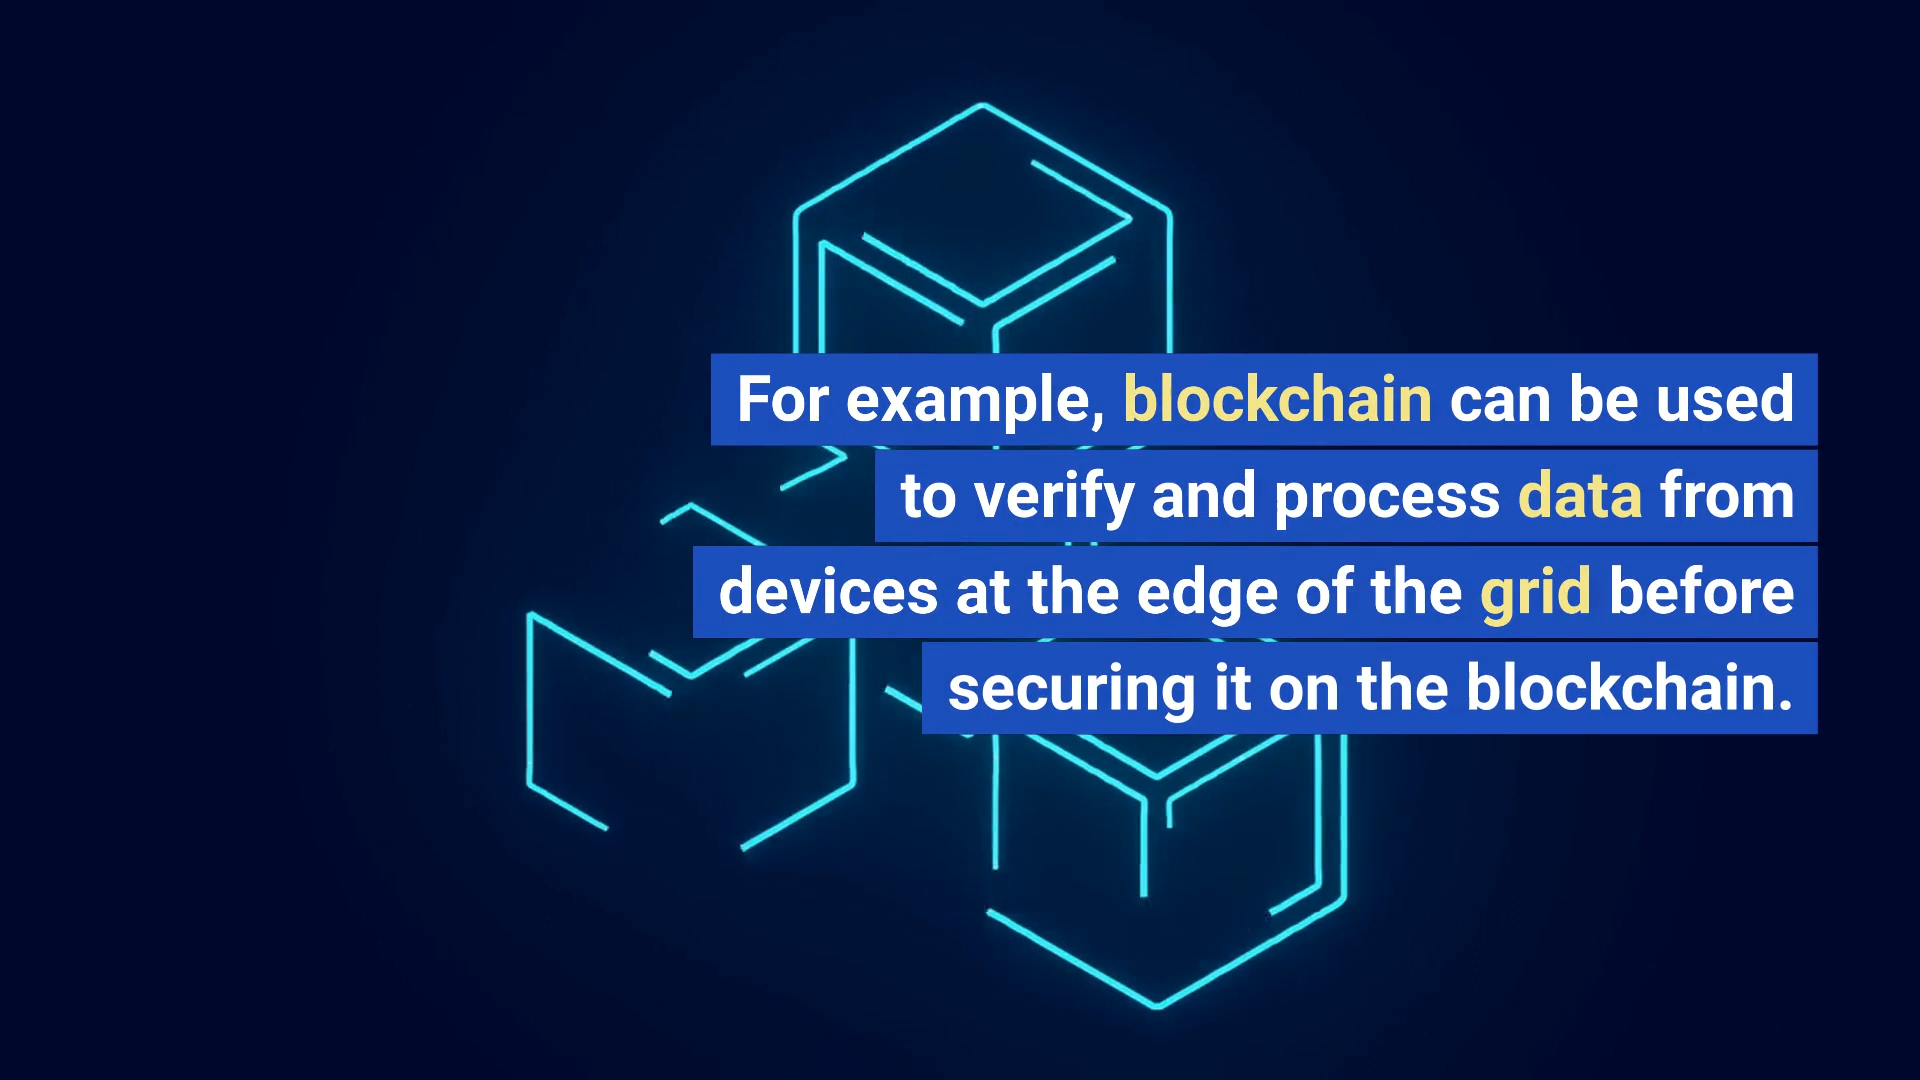 For example, blockchain can be used
to verify and process data from
devices at the edge of the grid before
securing it on the blockchain.